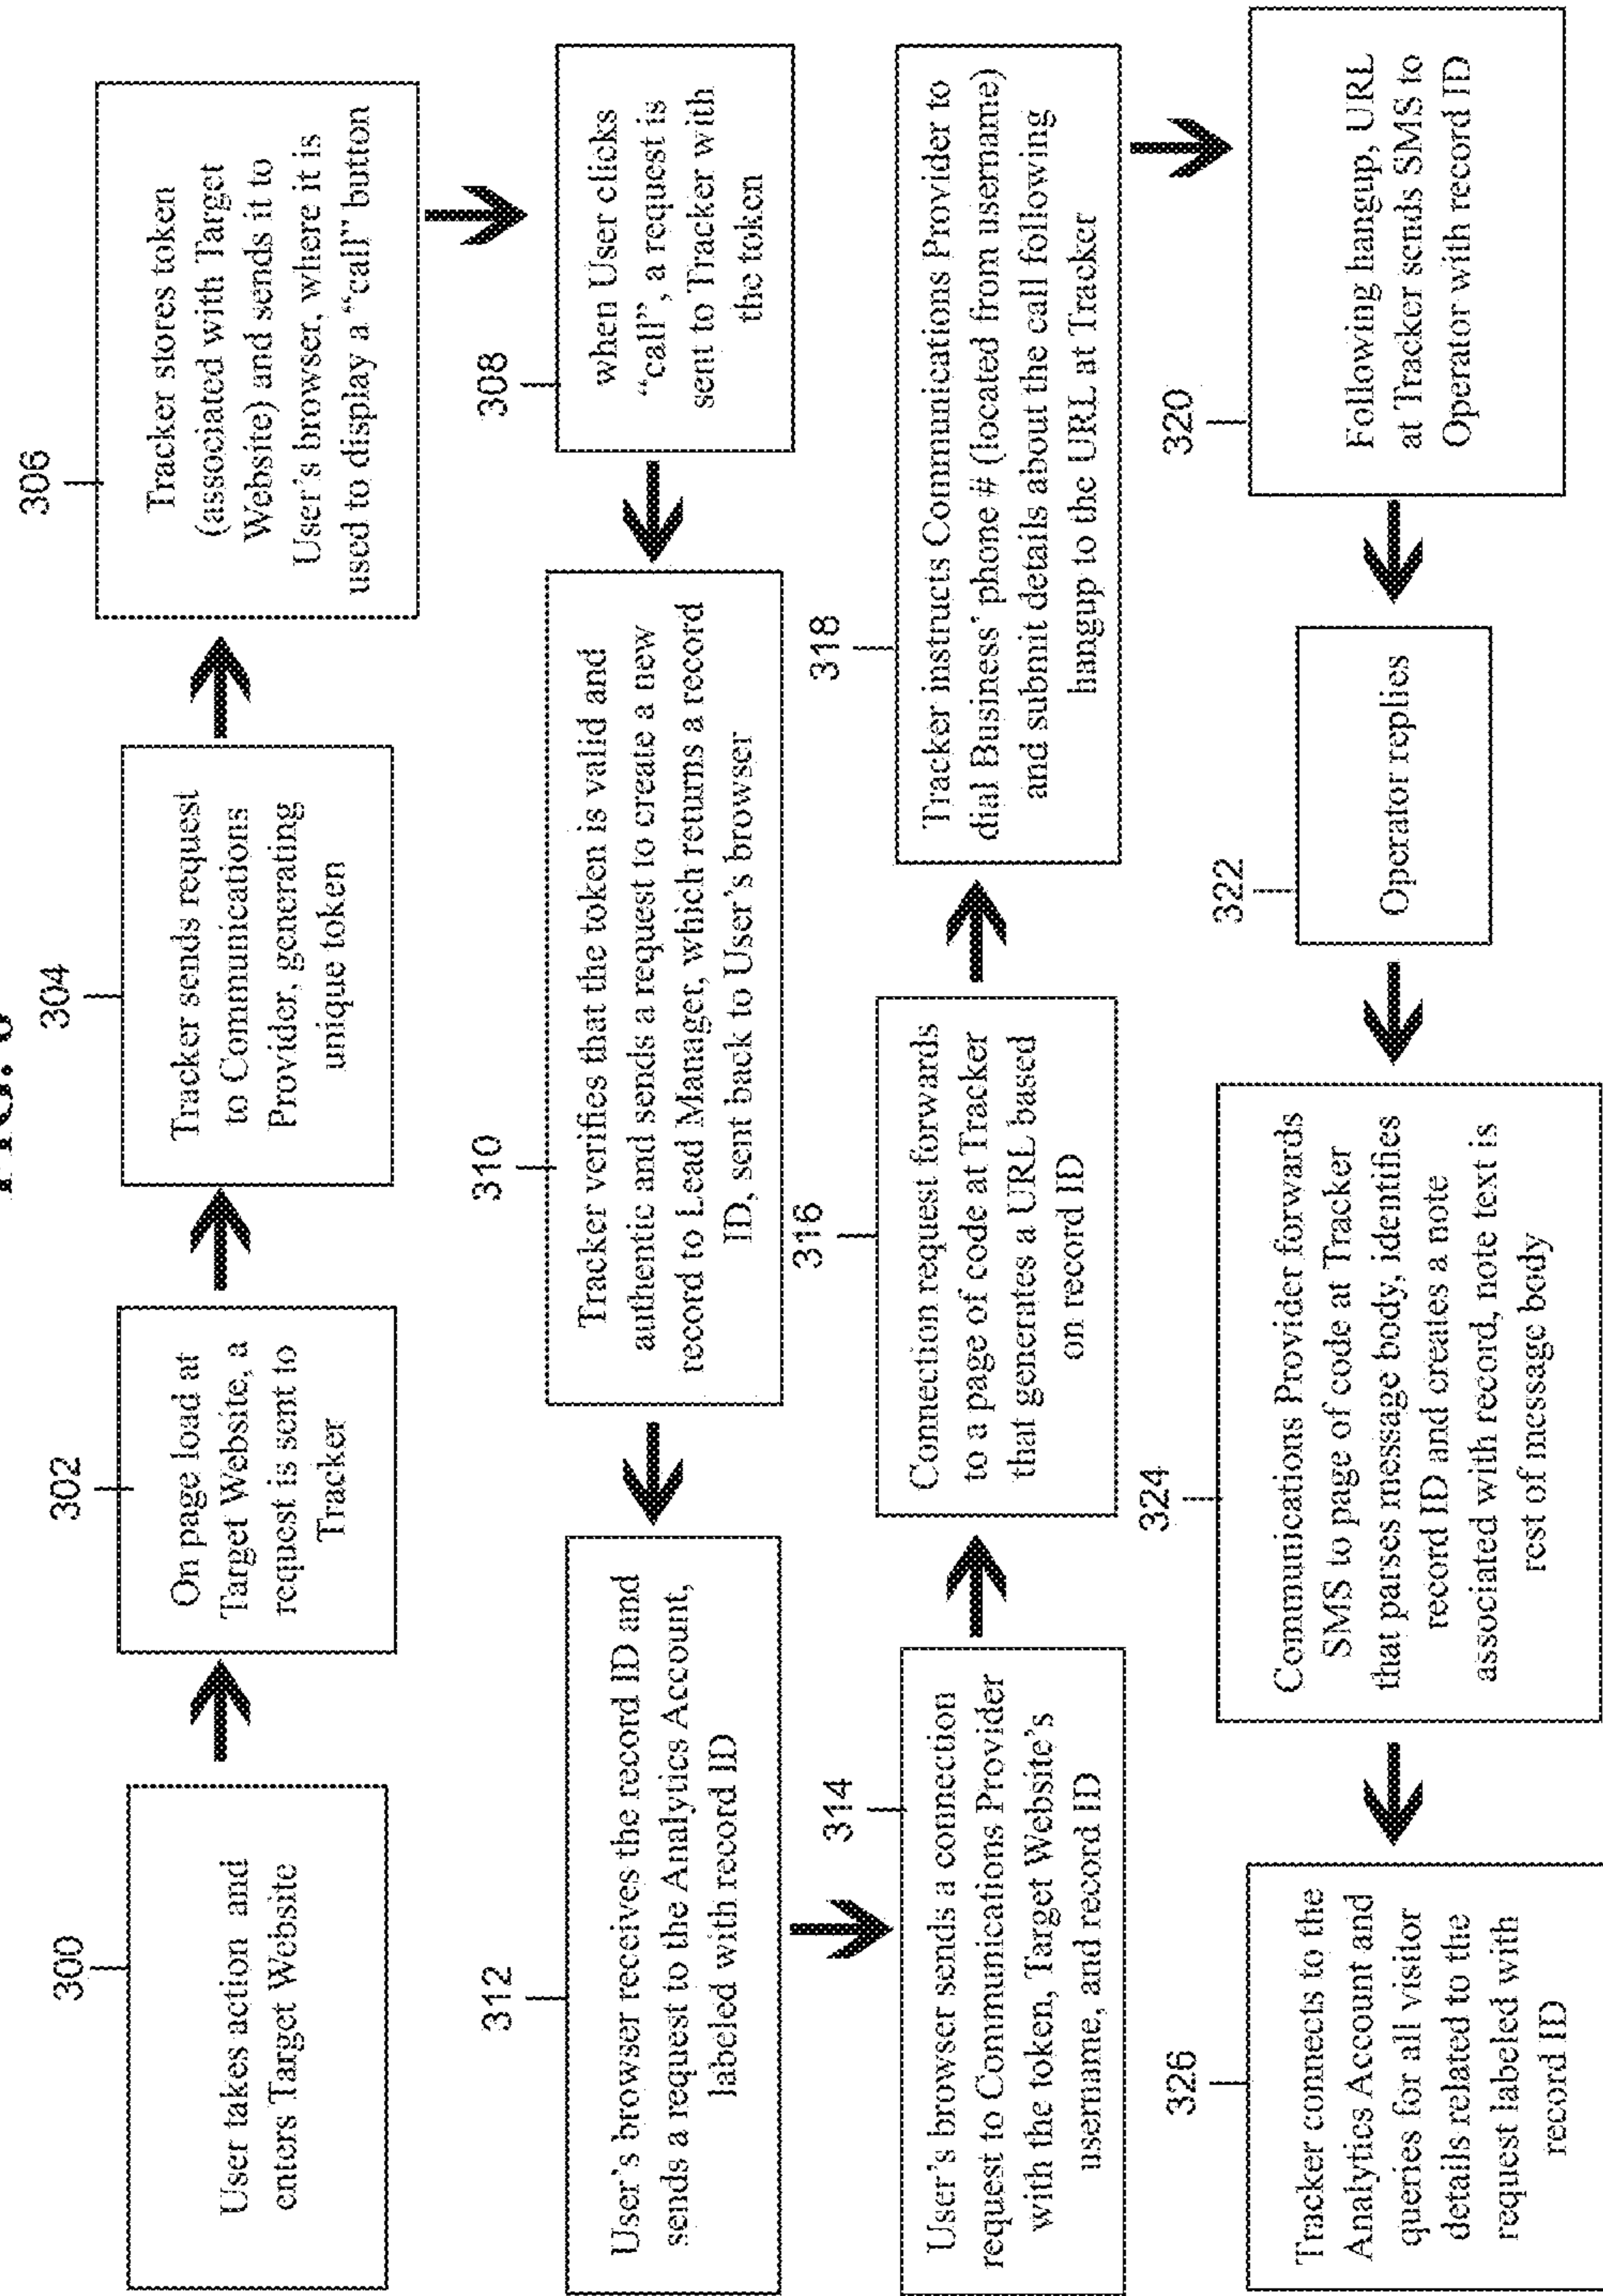 300
User takes action and
enters Target Website
302
On page load at
Target Website, a
request is sent to
Tracker
304
Tracker sends request
to Communications
Provider, generating
unique token
306
Tracker stores token
(associated with Target
Website) and sends it to
User's browser, where it is
used to display a "call" button
308
when User clicks
"call", a request is
sent to Tracker with
the token
310
Tracker verifies that the token is valid and
authentic and sends a request to create a new
record to Lead Manager, which returns a record
ID, sent back to User's browser
312
User's browser receives the record ID and
sends a request to the Analytics Account,
labeled with record ID
314
User's browser sends a connection
request to Communications Provider
with the token, Target Website's
username, and record ID
316
Connection request forwards
to a page of code at Tracker
that generates a URL based
on record ID
318
Tracker instructs Communications Provider to
dial Business' phone # (located from username)
and submit details about the call following
hangup to the URL at Tracker
320
Following hangup, URL
at Tracker sends SMS to
Operator with record ID
322
Operator replies
324
Communications Provider forwards
SMS to page of code at Tracker
that parses message body, identifies
record ID and creates a note
associated with record, note text is
rest of message body
326
Tracker connects to the
Analytics Account and
queries for all visitor
details related to the
request labeled with
record ID